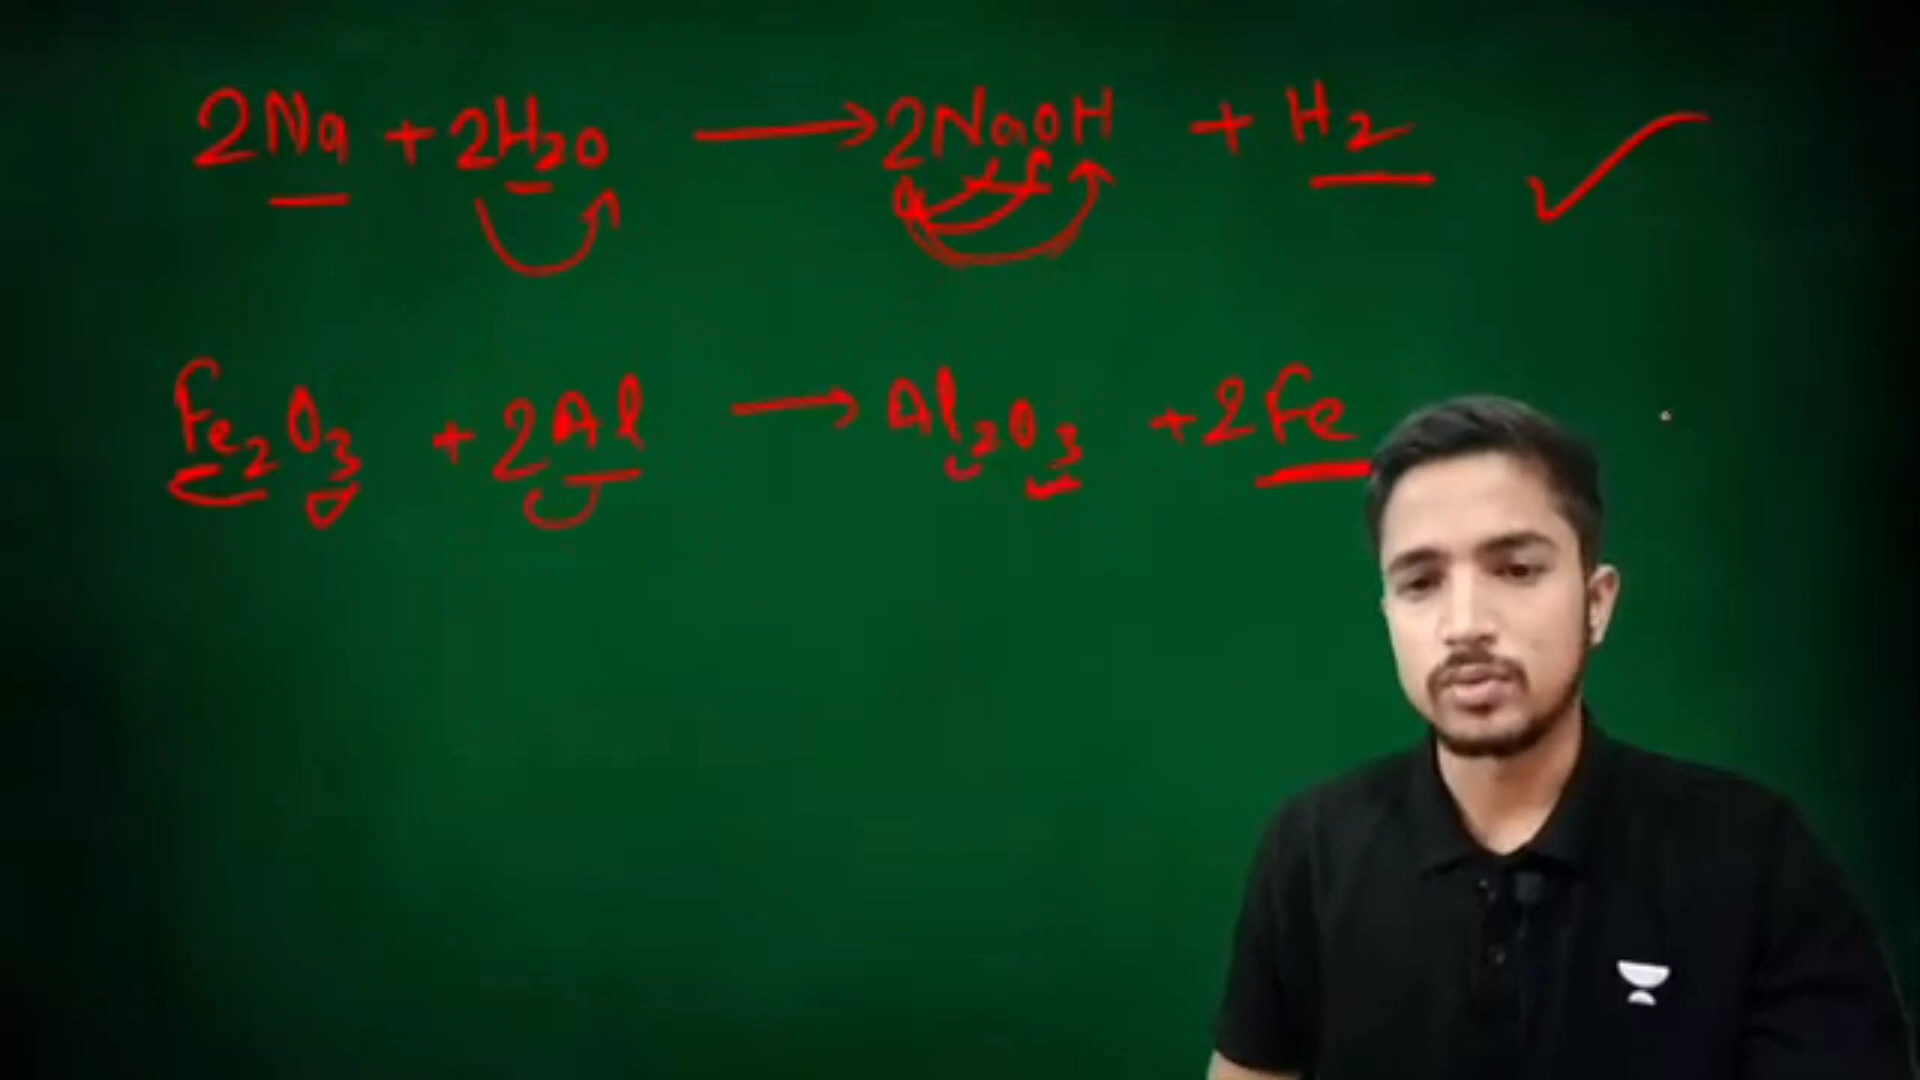 2Na + 2H₂O ⟶ 2NaOH + H₂ ✓
Fe₂O₃ + 2Al ⟶ Al₂O₃ + 2Fe